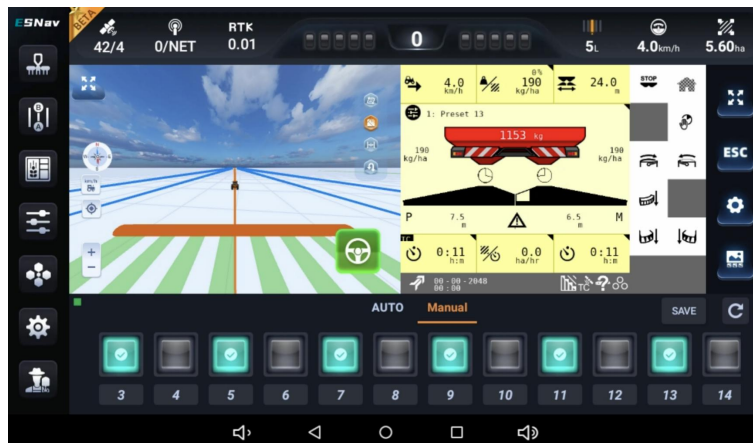 ESNav
BETA
42/4
0/NET
RTK
0.01
0
5L
4.0km/h
5.60ha
4.0
km/h
0%
190
kg/ha
24.0
m
STOP
1: Preset 13
1153 kg
190
kg/ha
190
kg/ha
P
7.5
m
6.5
m
M
TC
0:11
h:m
0.0
ha/hr
0:11
h:m
00-00-2048
00:00
TC
ESC
AUTO
Manual
SAVE
3
4
5
6
7
8
9
10
11
12
13
14